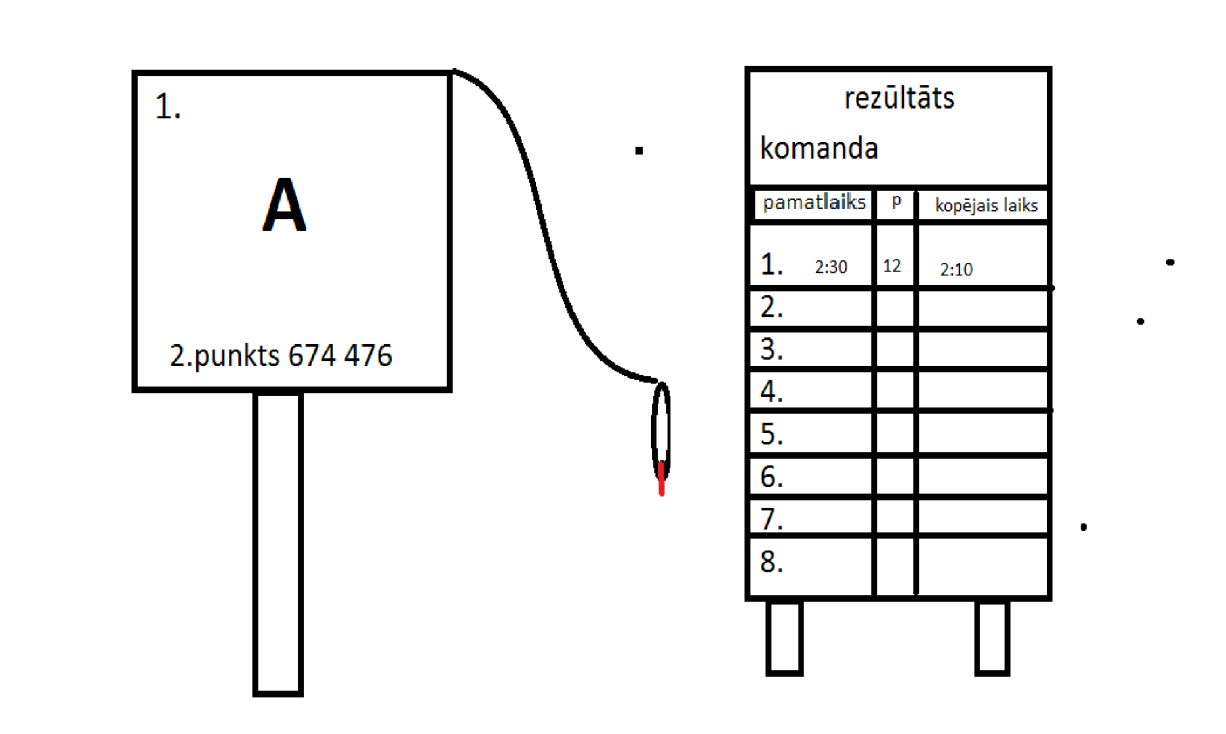 1.
A
2.punkts 674 476
rezūltāts
komanda
pamatlaiks p kopējais laiks
1. 2:30 12 2:10
2.
3.
4.
5.
6.
7.
8.